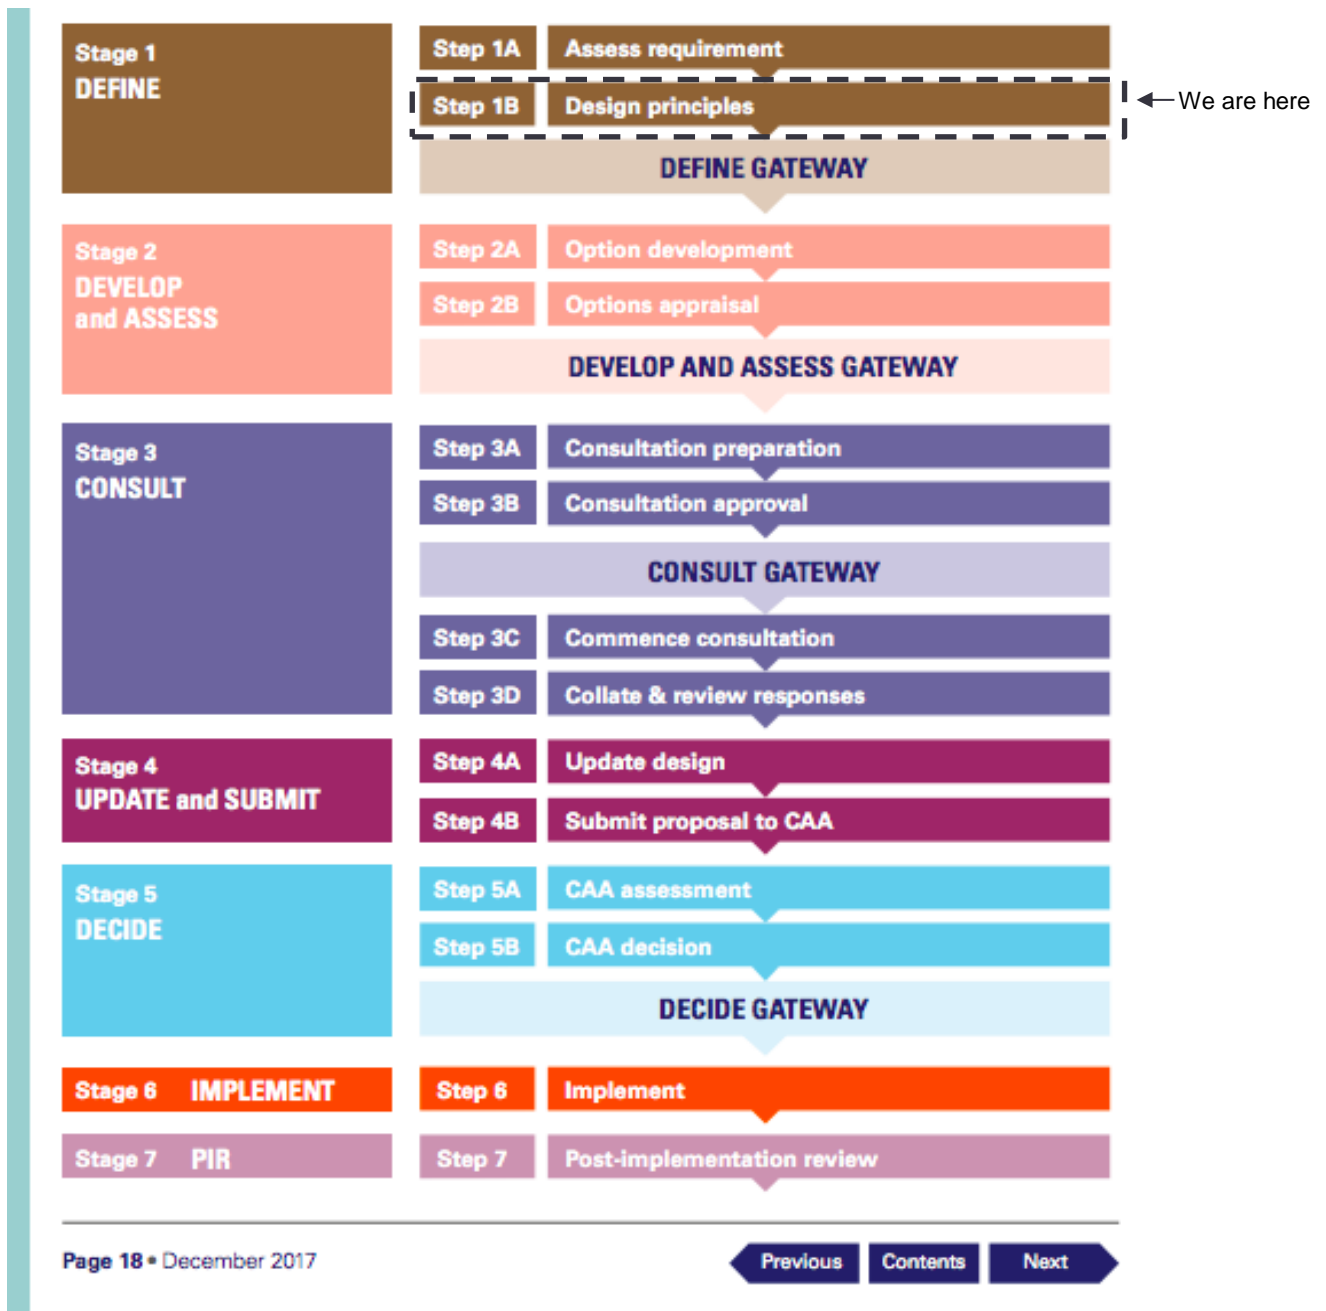 Stage 1
DEFINE
Step 1A Assess requirement
Step 1B Design principles
We are here
DEFINE GATEWAY
Stage 2
DEVELOP
and ASSESS
Step 2A Option development
Step 2B Options appraisal
DEVELOP AND ASSESS GATEWAY
Stage 3
CONSULT
Step 3A Consultation preparation
Step 3B Consultation approval
CONSULT GATEWAY
Step 3C Commence consultation
Step 3D Collate & review responses
Stage 4
UPDATE and SUBMIT
Step 4A Update design
Step 4B Submit proposal to CAA
Stage 5
DECIDE
Step 5A CAA assessment
Step 5B CAA decision
DECIDE GATEWAY
Stage 6 IMPLEMENT
Step 6 Implement
Stage 7 PIR
Step 7 Post-implementation review
Page 18 • December 2017
Previous Contents Next